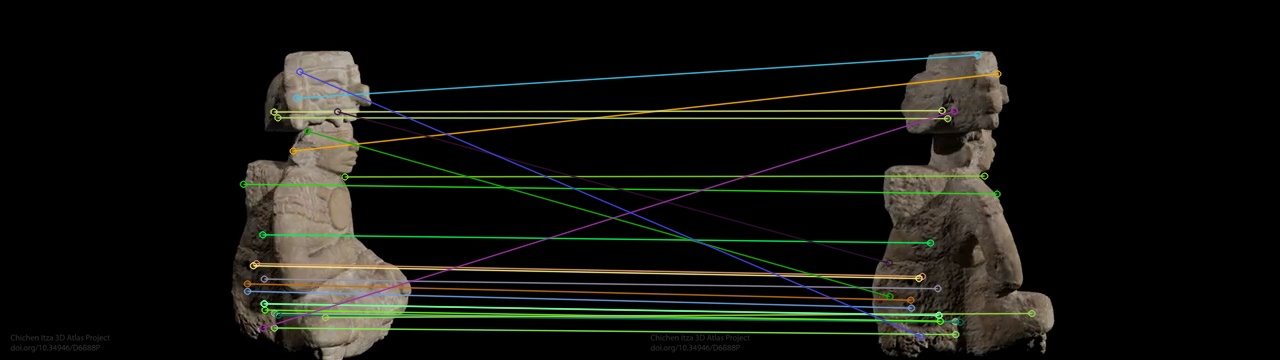 Chichen Itza 3D Atlas Project
doi.org/10.34946/D6B88P
Chichen Itza 3D Atlas Project
doi.org/10.34946/D6B88P